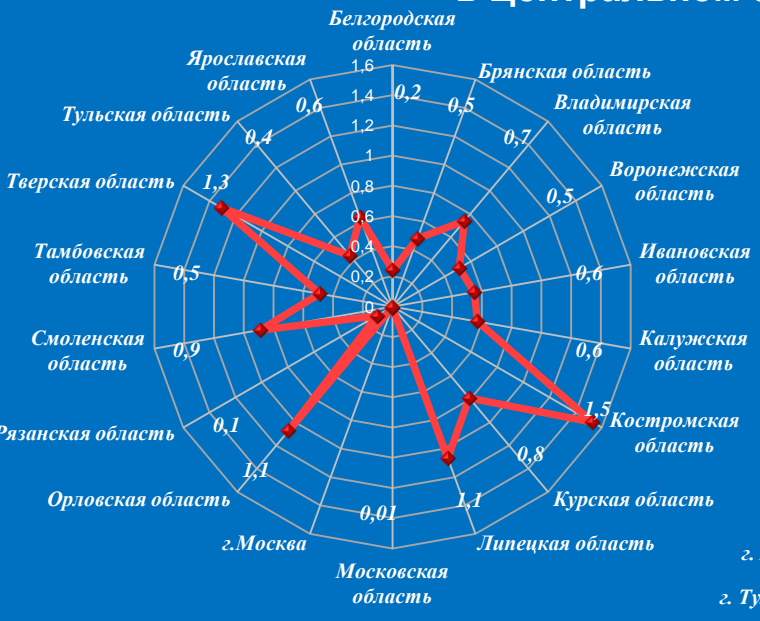 Белгородская
область
Ярославская
область
Брянская область
Тульская область
Владимирская
область
Тверская область
Воронежская
область
Тамбовская
область
Ивановская
область
Смоленская
область
Калужская
область
Рязанская область
Костромская
область
Орловская область
Курская область
г.Москва
Липецкая область
Московская
область
1,6
1,4
1,2
1
0,8
0,6
0,4
0,2
0
0,2
0,5
0,7
0,5
0,6
0,6
1,5
0,8
1,1
0,01
1,1
0,1
0,9
0,5
1,3
0,4
0,6
г.
г. Ту